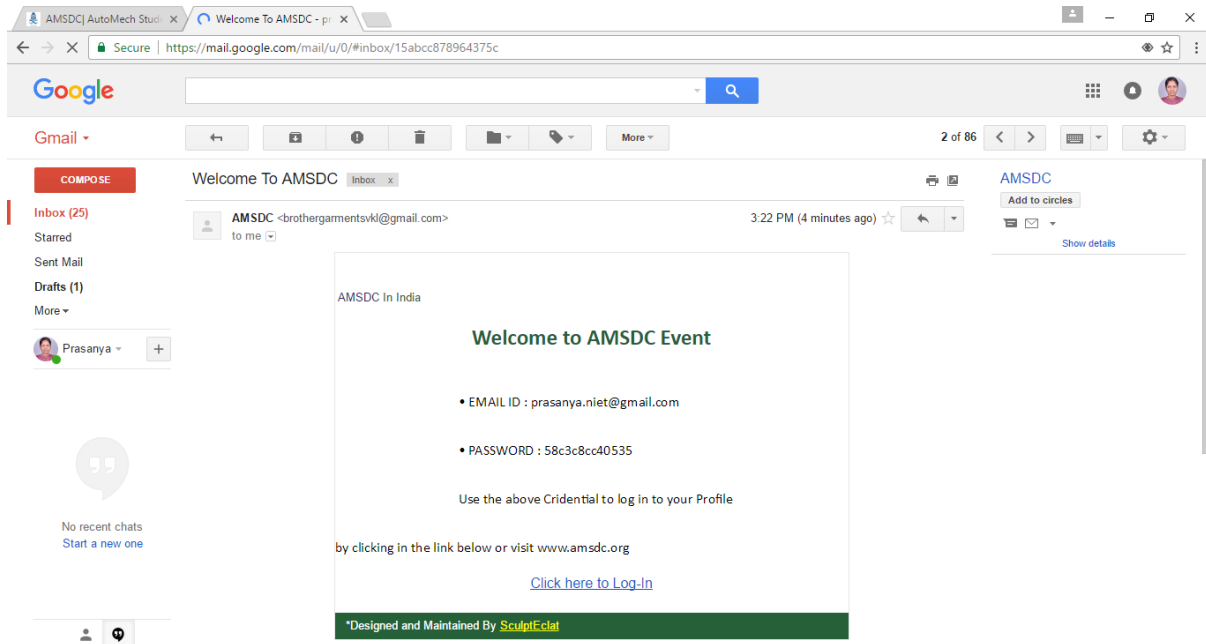 AMSDC| AutoMech Stud
Welcome To AMSDC - pr
Secure | https://mail.google.com/mail/u/0/#inbox/15abcc878964375c
Google
Gmail
More
2 of 86
COMPOSE
Welcome To AMSDC Inbox x
AMSDC
Add to circles
Inbox (25)
AMSDC <brothergarmentsvkl@gmail.com>
3:22 PM (4 minutes ago)
to me
Show details
Starred
Sent Mail
Drafts (1)
More
Prasanya
AMSDC In India
Welcome to AMSDC Event
• EMAIL ID : prasanya.niet@gmail.com
• PASSWORD : 58c3c8cc40535
Use the above Cridential to log in to your Profile
by clicking in the link below or visit www.amsdc.org
Click here to Log-In
*Designed and Maintained By SculptEclat
No recent chats
Start a new one